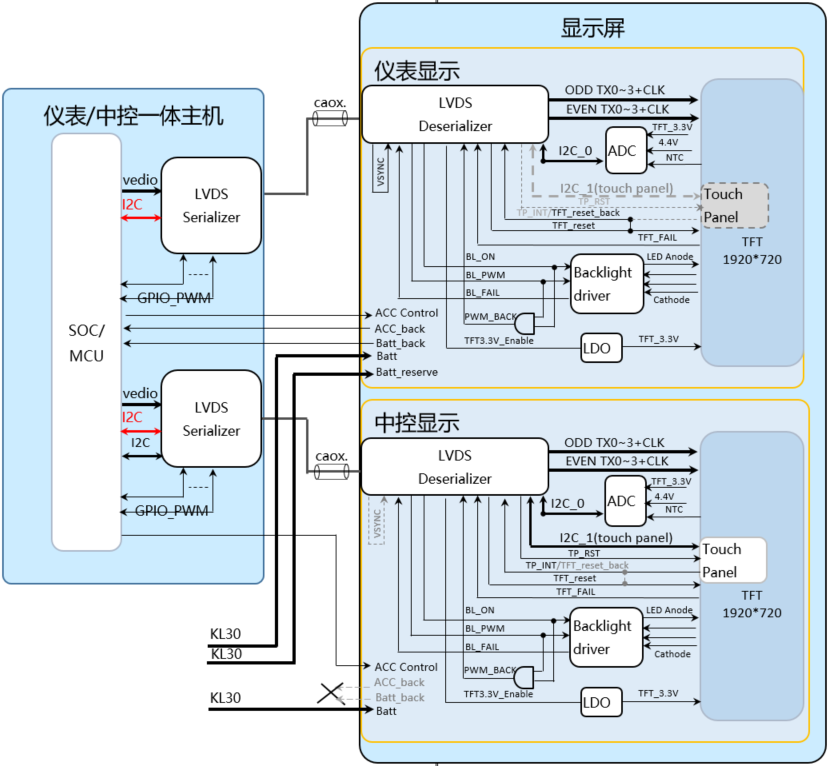 显示屏
仪表显示
仪表/中控一体主机
caox.
LVDS
Deserializer
ODD TX0~3+CLK
EVEN TX0~3+CLK
I2C_0
ADC
TFT_3.3V
4.4V
NTC
VSYNC
I2C_1(touch panel)
TP_RST
TP_INT/TFT_reset_back
TFT_reset
TFT_FAIL
Touch
Panel
TFT
1920*720
vedio
I2C
LVDS
Serializer
GPIO_PWM
BL_ON
BL_PWM
BL_FAIL
Backlight
driver
LED Anode
Cathode
PWM_BACK
TFT3.3V_Enable
LDO
TFT_3.3V
SOC/
MCU
ACC Control
ACC_back
Batt_back
Batt
Batt_reserve
vedio
I2C
I2C
LVDS
Serializer
GPIO_PWM
中控显示
caox.
LVDS
Deserializer
ODD TX0~3+CLK
EVEN TX0~3+CLK
I2C_0
ADC
TFT_3.3V
4.4V
NTC
VSYNC
I2C_1(touch panel)
TP_RST
TP_INT/TFT_reset_back
TFT_reset
TFT_FAIL
Touch
Panel
TFT
1920*720
BL_ON
BL_PWM
BL_FAIL
Backlight
driver
LED Anode
Cathode
PWM_BACK
TFT3.3V_Enable
LDO
TFT_3.3V
KL30
KL30
KL30
ACC Control
ACC_back
Batt_back
Batt